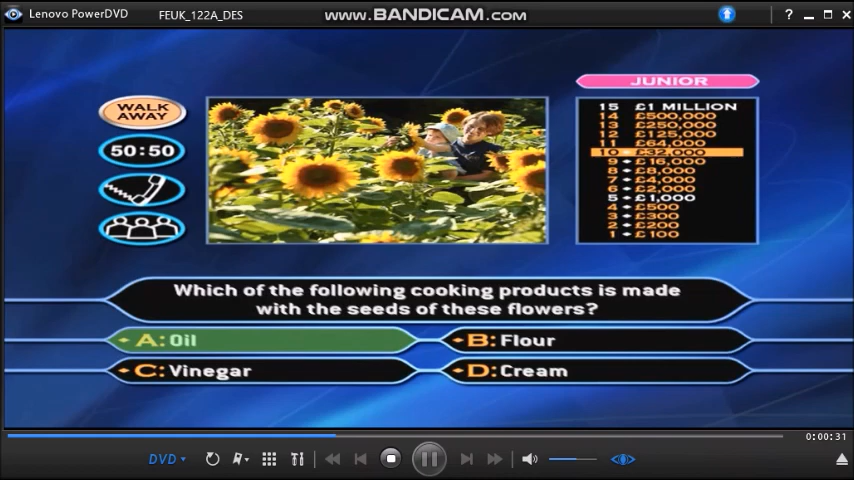 Lenovo PowerDVD
FEUK_122A_DES
www.BANDICAM.com
?
JUNIOR
WALK AWAY
50:50
15 £1 MILLION
14 £500,000
13 £250,000
12 £125,000
11 £64,000
10 £32,000
9 £16,000
8 £8,000
7 £4,000
6 £2,000
5 £1,000
4 £500
3 £300
2 £200
1 £100
Which of the following cooking products is made
with the seeds of these flowers?
A: Oil
B: Flour
C: Vinegar
D: Cream
0:00:31
DVD